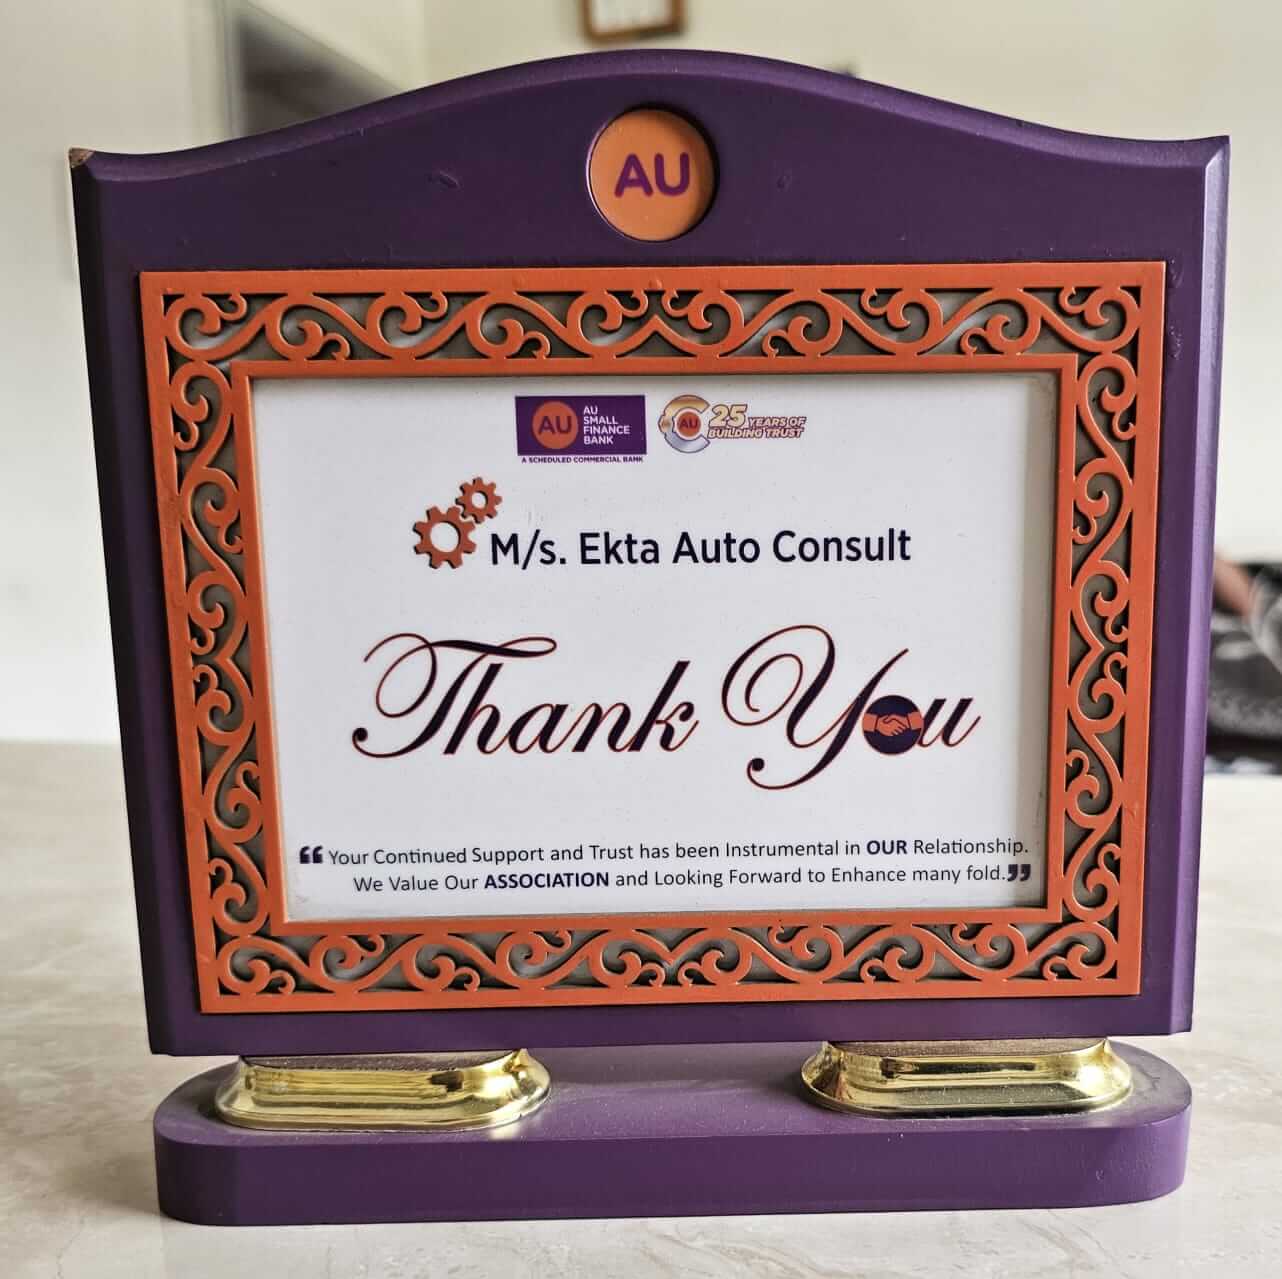 AU
AU
AU
SMALL
FINANCE
BANK
A SCHEDULED COMMERCIAL BANK
AU
25 YEARS OF
BUILDING TRUST
M/s. Ekta Auto Consult
Thank You
“Your Continued Support and Trust has been Instrumental in OUR Relationship.
We Value Our ASSOCIATION and Looking Forward to Enhance many fold.”